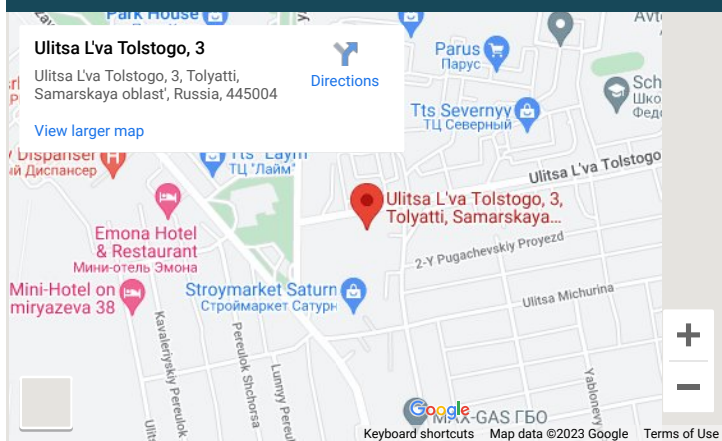 Park House
Ulitsa L'va Tolstogo, 3
Ulitsa L'va Tolstogo, 3, Tolyatti,
Samarskaya oblast', Russia, 445004
View larger map
Directions
Parus
Парус
Tts Severnyy
ТЦ Северный
Sch
Шко
Федо
Dispanser
й Диспансер
Tts "Laym"
ТЦ "Лайм"
Ulitsa L'va Tolstogo
Ulitsa L'va Tolstogo, 3,
Tolyatti, Samarskaya...
Emona Hotel
& Restaurant
Мини-отель Эмона
2-Y Pugachevskiy Proyezd
Mini-Hotel on
miryazeva 38
Stroymarket Saturn
Строймаркет Сатурн
Ulitsa Michurina
Kavaleriyskiy Pereulok
Pereulok Shchorsa
Lunnyy Pereul
Ulits
Yablonevy
Google
MAX-GAS ГБО
Keyboard shortcuts
Map data ©2023 Google
Terms of Use